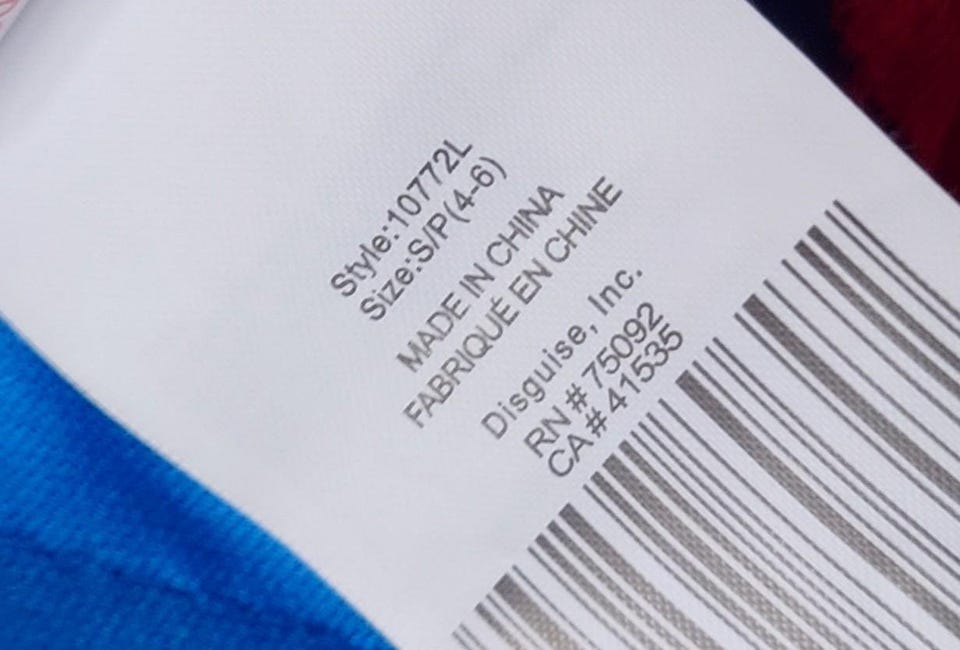 Style:10772L
Size:S/P(4-6)
MADE IN CHINA
FABRIQUÉ EN CHINE
Disguise, Inc.
RN # 75092
CA# 41535